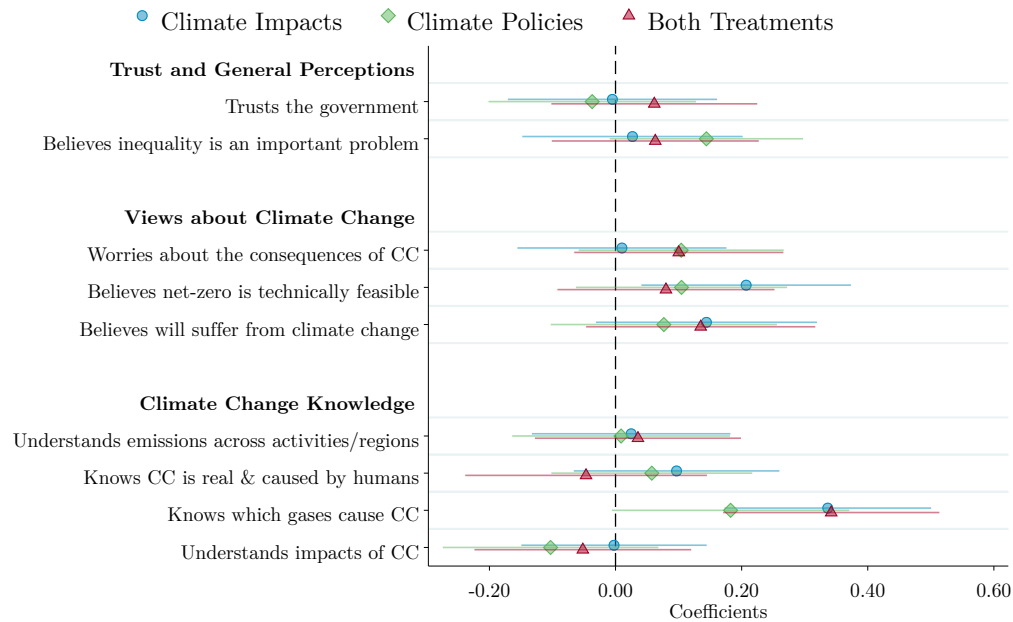 Climate Impacts Climate Policies Both Treatments
Trust and General Perceptions
Trusts the government
Believes inequality is an important problem
Views about Climate Change
Worries about the consequences of CC
Believes net-zero is technically feasible
Believes will suffer from climate change
Climate Change Knowledge
Understands emissions across activities/regions
Knows CC is real & caused by humans
Knows which gases cause CC
Understands impacts of CC
-0.20 0.00 0.20 0.40 0.60
Coefficients